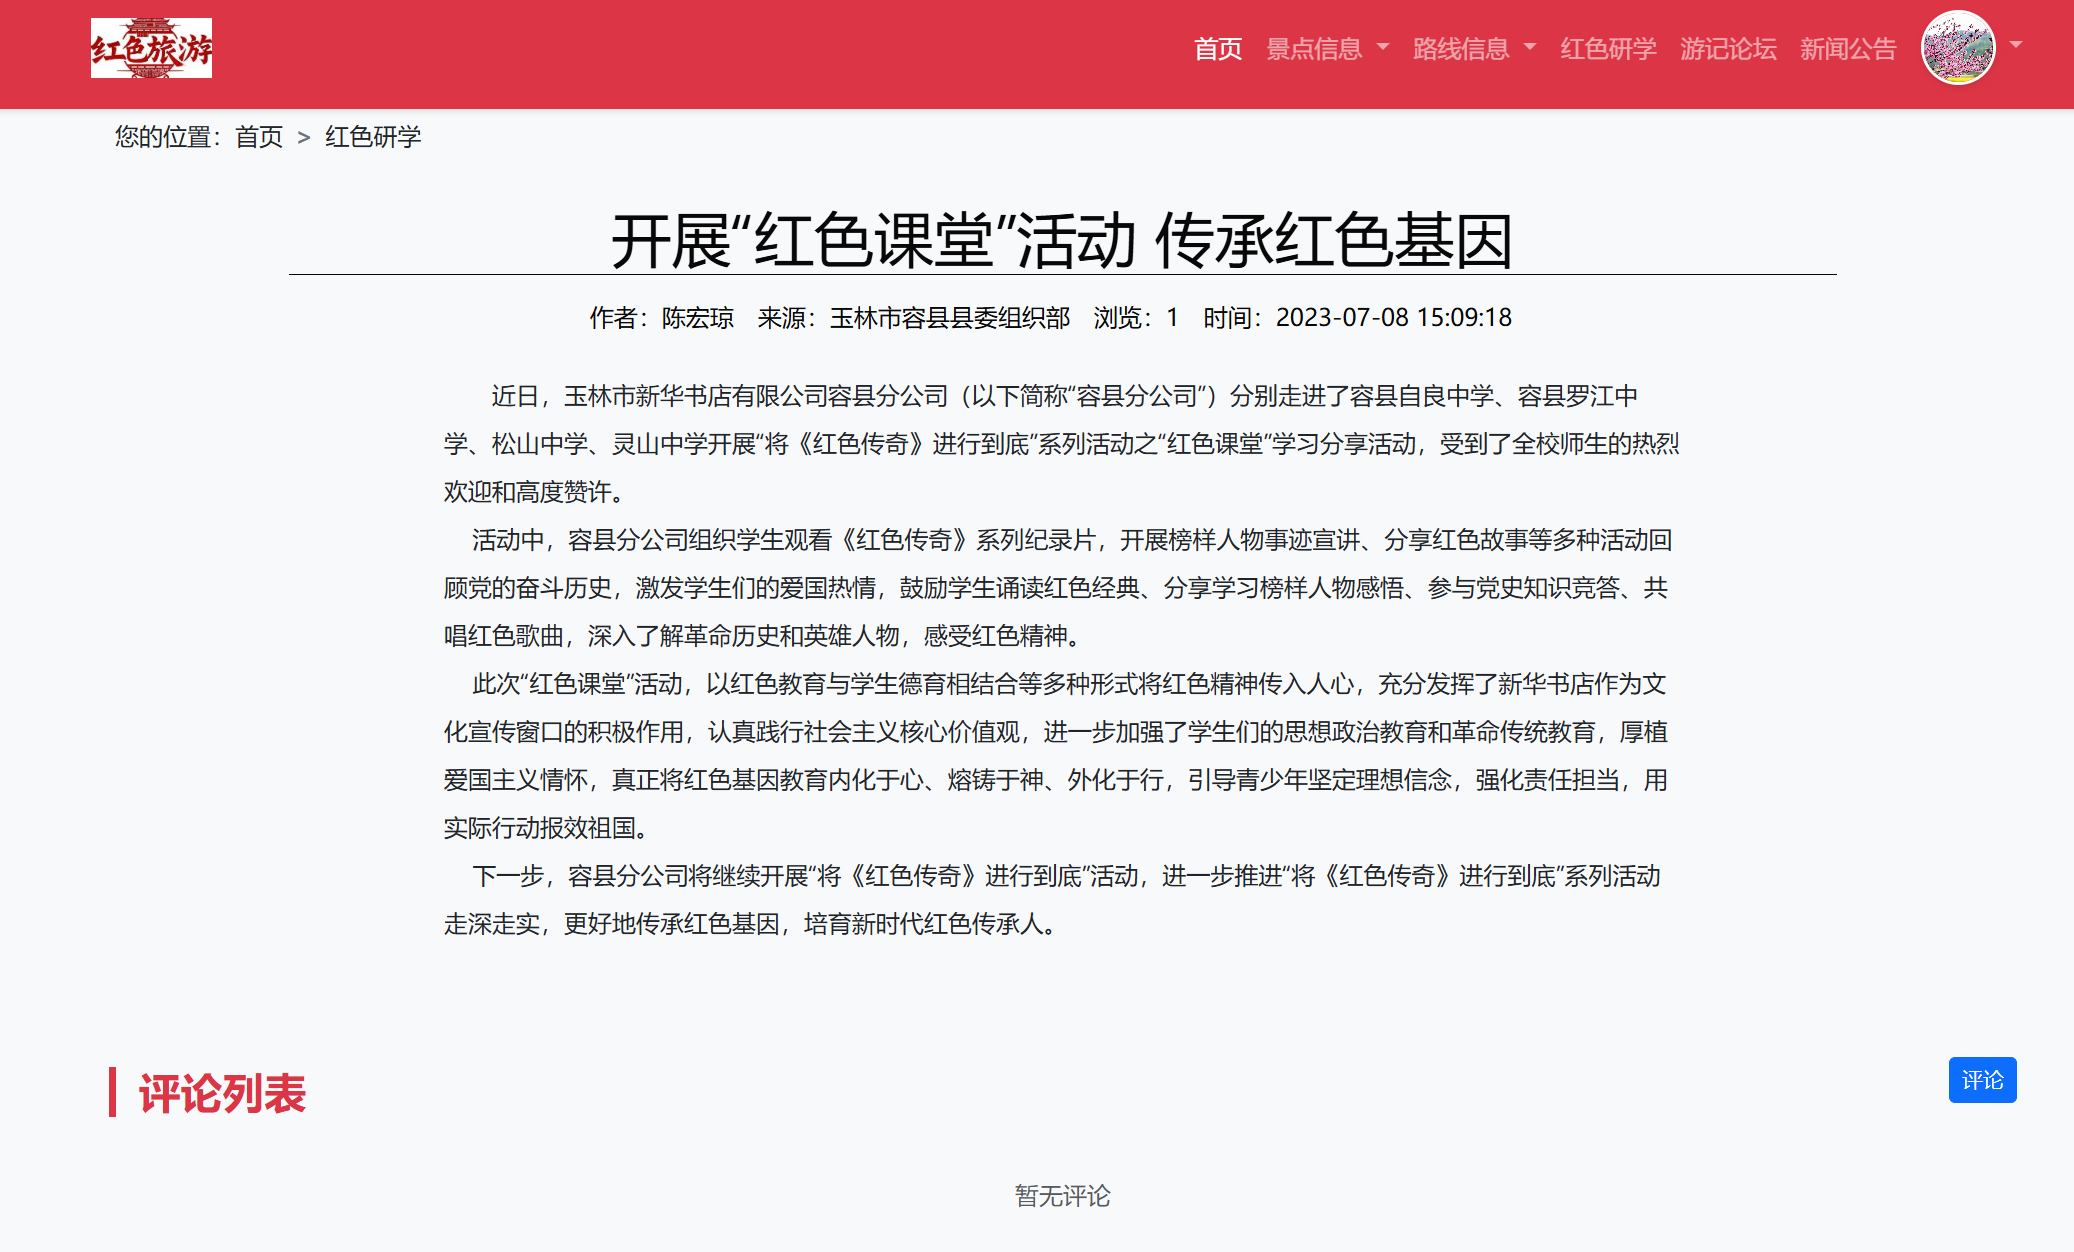 红色旅游
首页 景点信息 路线信息 红色研学 游记论坛 新闻公告
您的位置：首页 > 红色研学
开展“红色课堂”活动 传承红色基因
作者：陈宏琼 来源：玉林市容县县委组织部 浏览：1 时间：2023-07-08 15:09:18
近日，玉林市新华书店有限公司容县分公司（以下简称“容县分公司”）分别走进了容县自良中学、容县罗江中
学、松山中学、灵山中学开展“将《红色传奇》进行到底”系列活动之“红色课堂”学习分享活动，受到了全校师生的热烈
欢迎和高度赞许。
活动中，容县分公司组织学生观看《红色传奇》系列纪录片，开展榜样人物事迹宣讲、分享红色故事等多种活动回
顾党的奋斗历史，激发学生们的爱国热情，鼓励学生诵读红色经典、分享学习榜样人物感悟、参与党史知识竞答、共
唱红色歌曲，深入了解革命历史和英雄人物，感受红色精神。
此次“红色课堂”活动，以红色教育与学生德育相结合等多种形式将红色精神传入人心，充分发挥了新华书店作为文
化宣传窗口的积极作用，认真践行社会主义核心价值观，进一步加强了学生们的思想政治教育和革命传统教育，厚植
爱国主义情怀，真正将红色基因教育内化于心、熔铸于神、外化于行，引导青少年坚定理想信念，强化责任担当，用
实际行动报效祖国。
下一步，容县分公司将继续开展“将《红色传奇》进行到底”活动，进一步推进“将《红色传奇》进行到底”系列活动
走深走实，更好地传承红色基因，培育新时代红色传承人。
评论列表
评论
暂无评论